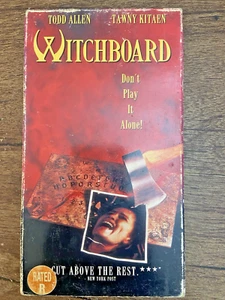 TODD ALLEN TAWNY KITAEN
WITCHBOARD
Don't
Play
It
Alone!
RATED
R
CUT ABOVE THE REST. ★★★★
- NEW YORK POST